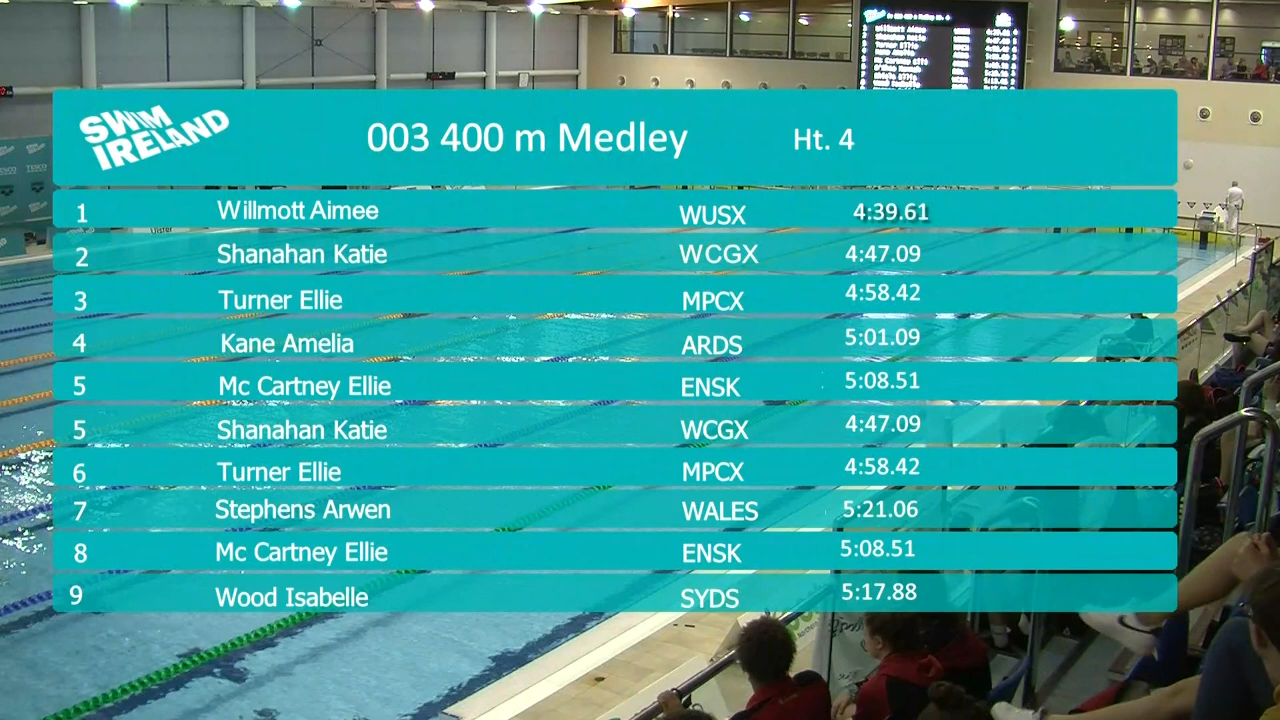 SWIM IRELAND
003 400 m Medley Ht. 4
1 Willmott Aimee WUSX 4:39.61
2 Shanahan Katie WCGX 4:47.09
3 Turner Ellie MPCX 4:58.42
4 Kane Amelia ARDS 5:01.09
5 Mc Cartney Ellie ENSK 5:08.51
5 Shanahan Katie WCGX 4:47.09
6 Turner Ellie MPCX 4:58.42
7 Stephens Arwen WALES 5:21.06
8 Mc Cartney Ellie ENSK 5:08.51
9 Wood Isabelle SYDS 5:17.88